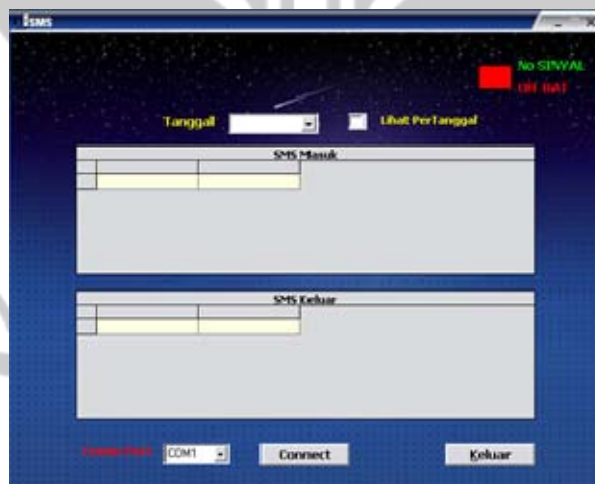 SMS
No SINYAL
Tanggal
Lihat PerTanggal
SMS Masuk
SMS Keluar
COM1
Connect
Keluar